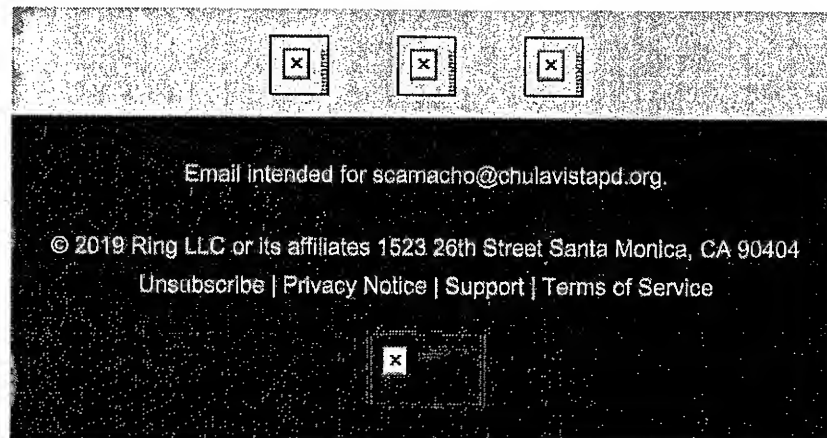 Email intended for scamacho@chulavistapd.org.
© 2019 Ring LLC or its affiliates 1523 26th Street Santa Monica, CA 90404
Unsubscribe | Privacy Notice | Support | Terms of Service